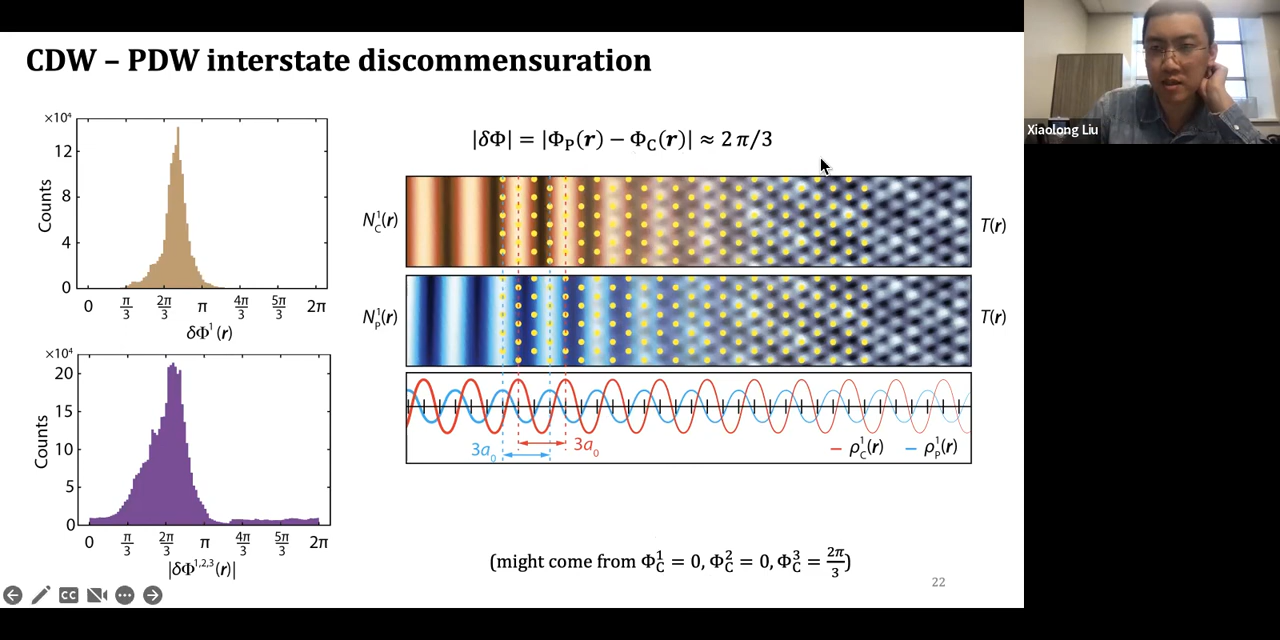 CDW – PDW interstate discommensuration
Xiaolong Liu
×10⁴
12
8
4
0
Counts
0 π/3 2π/3 π 4π/3 5π/3 2π
δΦ¹(r)
×10⁴
20
15
10
5
0
Counts
0 π/3 2π/3 π 4π/3 5π/3 2π
|δΦ¹,²,³(r)|
|δΦ| = |Φ_P(r) − Φ_C(r)| ≈ 2 π/3
N_C¹(r)
T(r)
N_P¹(r)
T(r)
3a₀
3a₀
ρ_C¹(r)
ρ_P¹(r)
(might come from Φ_C¹ = 0, Φ_C² = 0, Φ_C³ = 2π/3)
22
CC